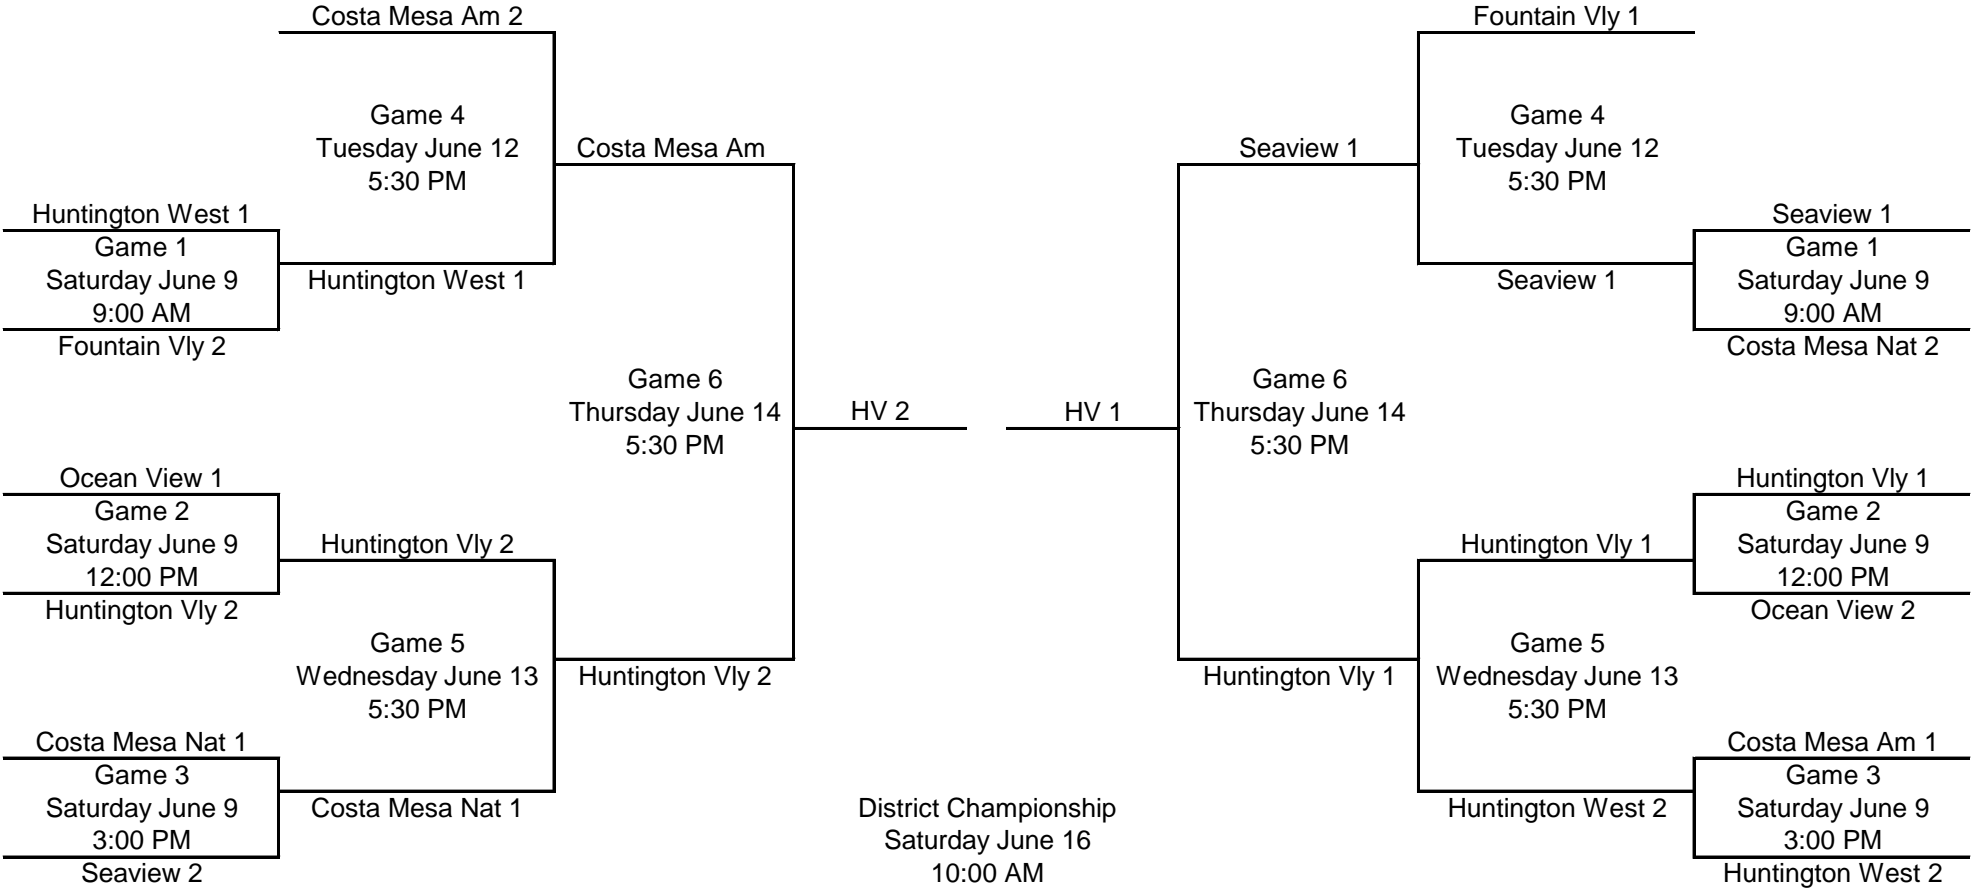 Costa Mesa Am 2
Fountain Vly 1
Game 4
Tuesday June 12
5:30 PM
Costa Mesa Am
Seaview 1
Game 4
Tuesday June 12
5:30 PM
Huntington West 1
Game 1
Saturday June 9
9:00 AM
Fountain Vly 2
Huntington West 1
Seaview 1
Seaview 1
Game 1
Saturday June 9
9:00 AM
Costa Mesa Nat 2
Game 6
Thursday June 14
5:30 PM
HV 2
HV 1
Game 6
Thursday June 14
5:30 PM
Ocean View 1
Game 2
Saturday June 9
12:00 PM
Huntington Vly 2
Huntington Vly 2
Huntington Vly 1
Huntington Vly 1
Game 2
Saturday June 9
12:00 PM
Ocean View 2
Game 5
Wednesday June 13
5:30 PM
Huntington Vly 2
Huntington Vly 1
Game 5
Wednesday June 13
5:30 PM
Costa Mesa Nat 1
Game 3
Saturday June 9
3:00 PM
Seaview 2
Costa Mesa Nat 1
District Championship
Saturday June 16
10:00 AM
Huntington West 2
Costa Mesa Am 1
Game 3
Saturday June 9
3:00 PM
Huntington West 2